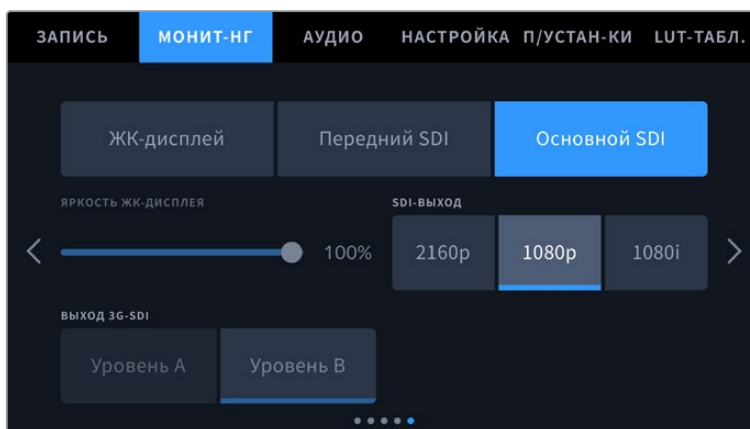 ЗАПИСЬ МОНИТ-НГ АУДИО НАСТРОЙКА П/УСТАН-КИ LUT-ТАБЛ.
ЖК-дисплей Передний SDI Основной SDI
ЯРКОСТЬ ЖК-ДИСПЛЕЯ SDI-ВЫХОД
100% 2160p 1080p 1080i
ВЫХОД 3G-SDI
Уровень A Уровень B